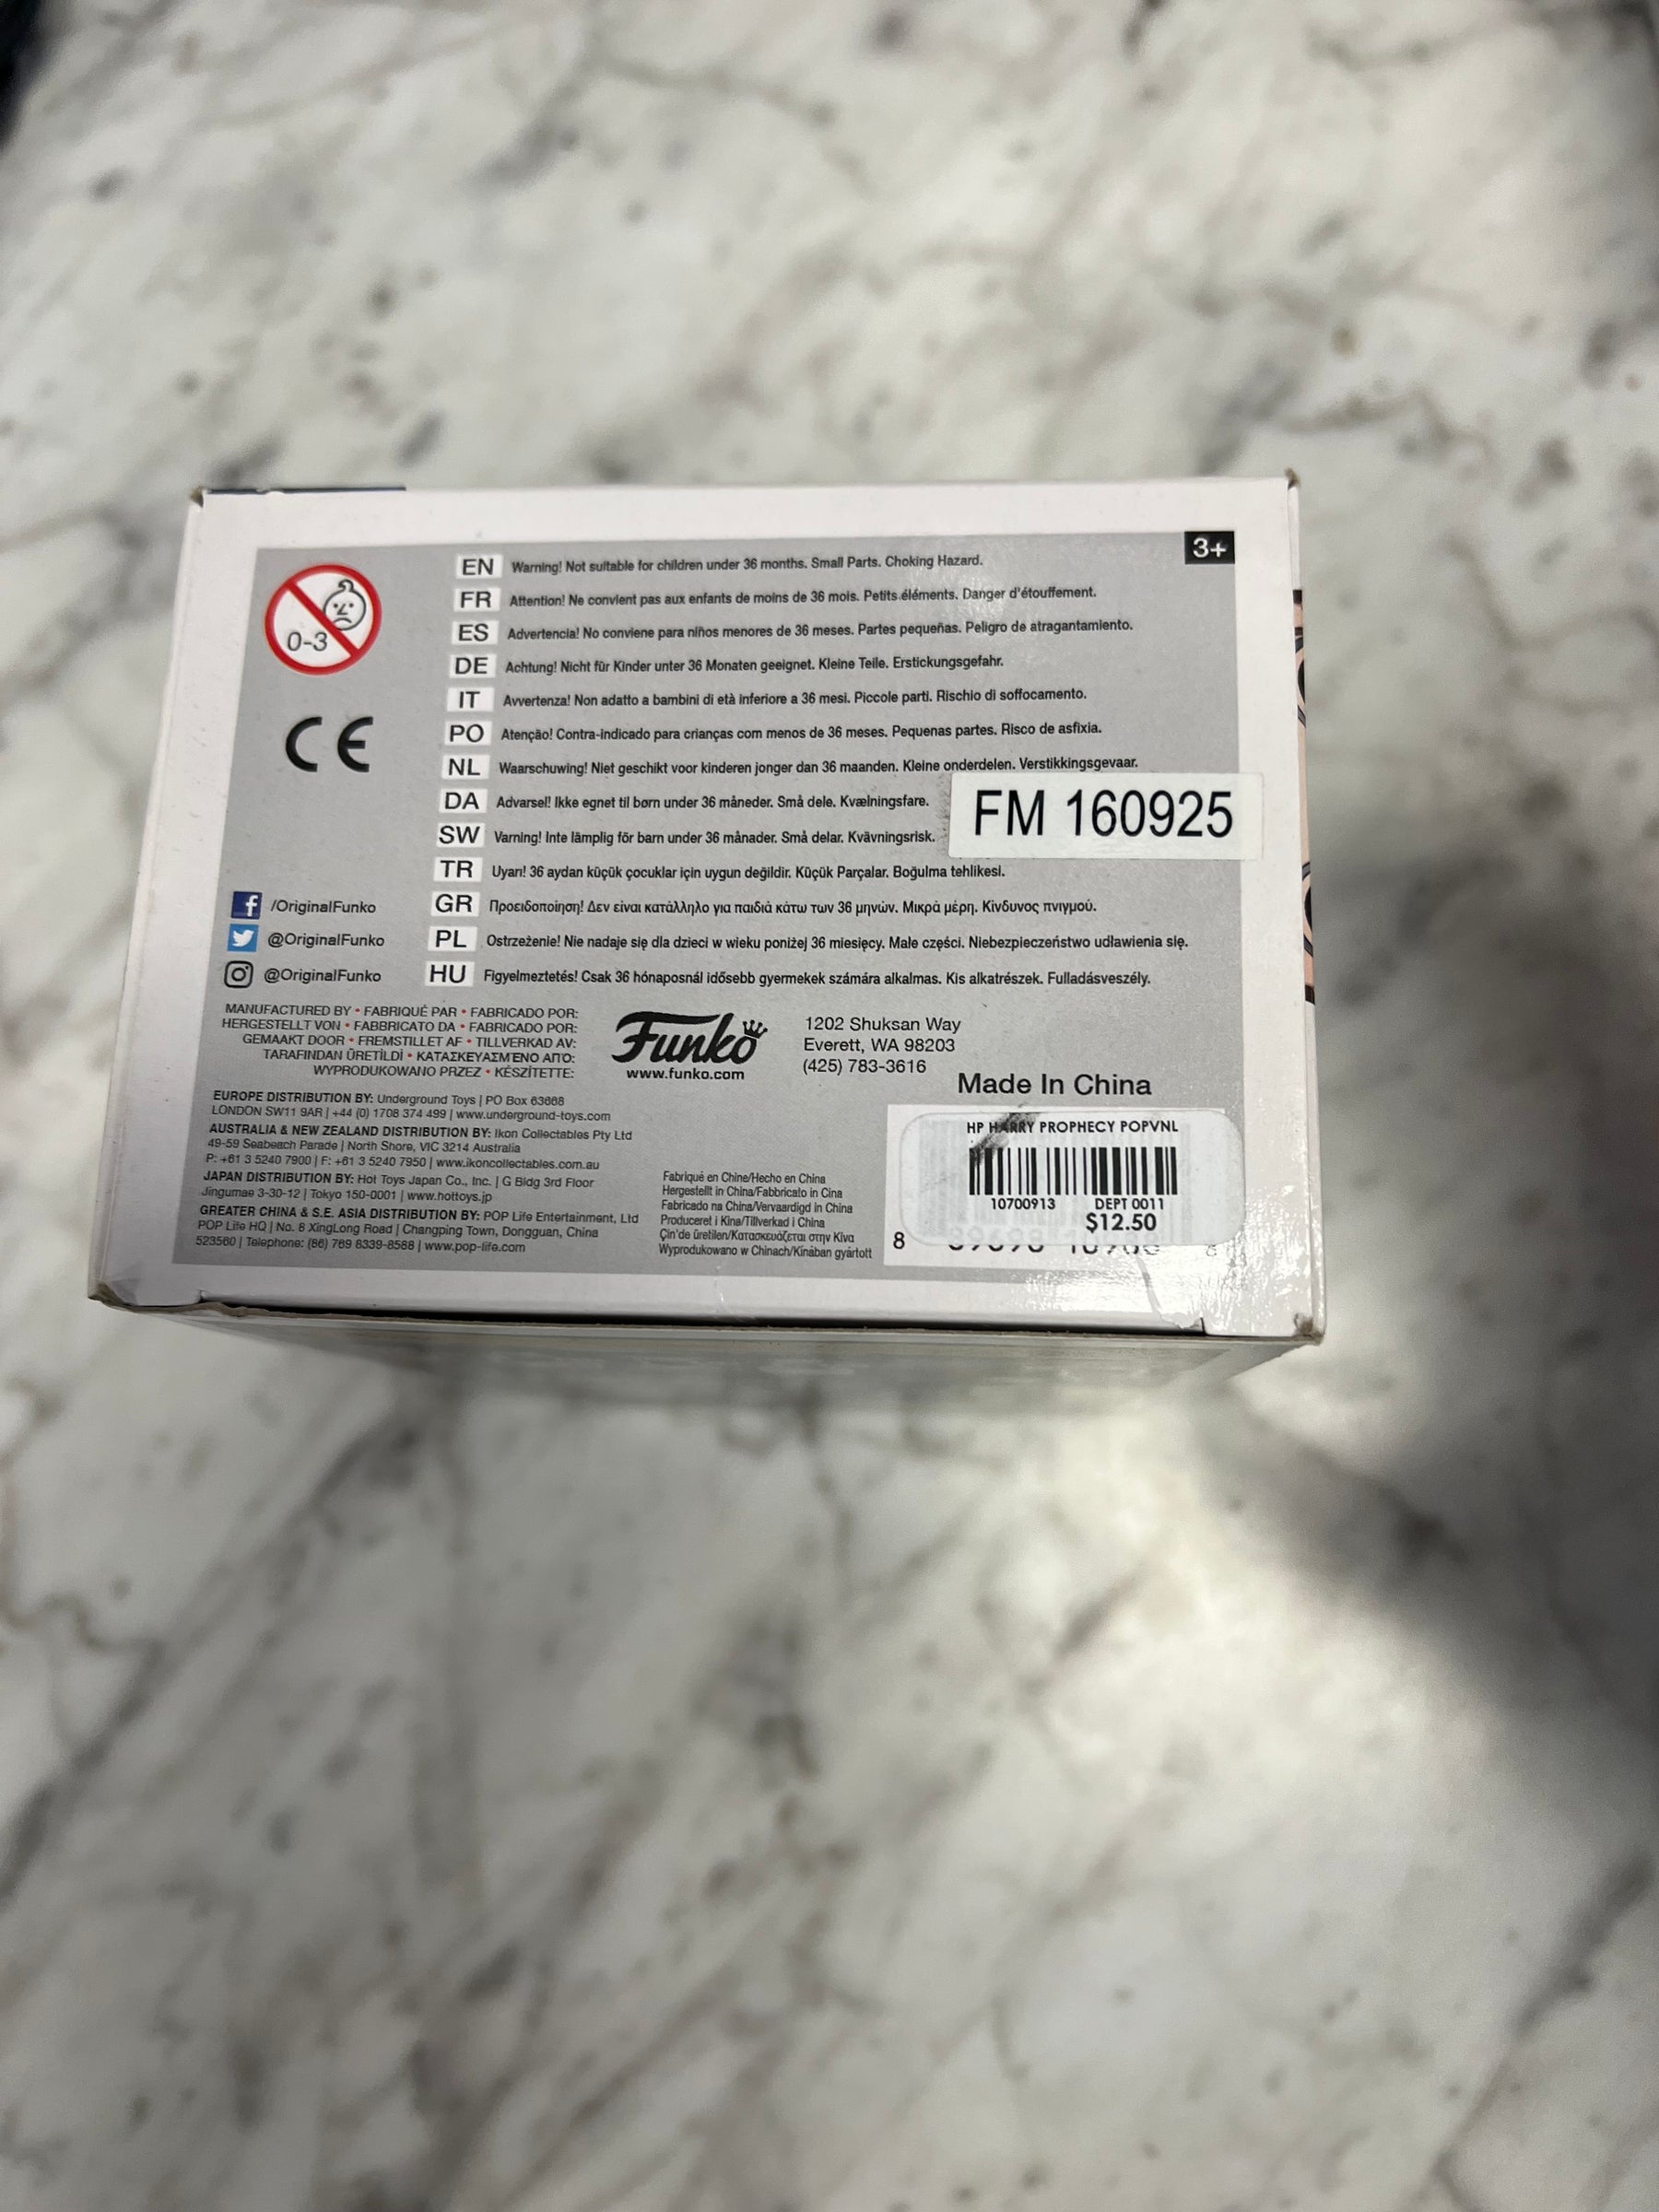 3+
0-3
EN Warning! Not suitable for children under 36 months. Small Parts. Choking Hazard.
FR Attention! Ne convient pas aux enfants de moins de 36 mois. Petits éléments. Danger d'étouffement.
ES Advertencia! No conviene para niños menores de 36 meses. Partes pequeñas. Peligro de atragantamiento.
DE Achtung! Nicht für Kinder unter 36 Monaten geeignet. Kleine Teile. Erstickungsgefahr.
IT Avvertenza! Non adatto a bambini di età inferiore a 36 mesi. Piccole parti. Rischio di soffocamento.
PO Atenção! Contra-indicado para crianças com menos de 36 meses. Pequenas partes. Risco de asfixia.
NL Waarschuwing! Niet geschikt voor kinderen jonger dan 36 maanden. Kleine onderdelen. Verstikkingsgevaar.
DA Advarsel! Ikke egnet til børn under 36 måneder. Små dele. Kvælningsfare.
SW Varning! Inte lämplig för barn under 36 månader. Små delar. Kvävningsrisk.
TR Uyarı! 36 aydan küçük çocuklar için uygun değildir. Küçük Parçalar. Boğulma tehlikesi.
GR Προειδοποίηση! Δεν είναι κατάλληλο για παιδιά κάτω των 36 μηνών. Μικρά μέρη. Κίνδυνος πνιγμού.
PL Ostrzeżenie! Nie nadaje się dla dzieci w wieku poniżej 36 miesięcy. Małe części. Niebezpieczeństwo udławienia się.
HU Figyelmeztetés! Csak 36 hónaposnál idősebb gyermekek számára alkalmas. Kis alkatrészek. Fulladásveszély.
CE
FM 160925
/OriginalFunko
@OriginalFunko
@OriginalFunko
MANUFACTURED BY • FABRIQUÉ PAR • FABRICADO POR:
HERGESTELLT VON • FABBRICATO DA • FABRICADO POR:
GEMAAKT DOOR • FREMSTILLET AF • TILLVERKAD AV:
TARAFINDAN ÜRETİLDİ • ΚΑΤΑΣΚΕΥΑΣΜΈΝΟ ΑΠΌ:
WYPRODUKOWANO PRZEZ • KÉSZÍTETTE:
Funko
www.funko.com
1202 Shuksan Way
Everett, WA 98203
(425) 783-3616
Made In China
EUROPE DISTRIBUTION BY: Underground Toys | PO Box 63668
LONDON SW11 9AR | +44 (0) 1708 374 499 | www.underground-toys.com
AUSTRALIA & NEW ZEALAND DISTRIBUTION BY: Ikon Collectables Pty Ltd
49-59 Seabeach Parade | North Shore, VIC 3214 Australia
P: +61 3 5240 7900 | F: +61 3 5240 7950 | www.ikoncollectables.com.au
JAPAN DISTRIBUTION BY: Hot Toys Japan Co., Inc. | G Bldg 3rd Floor
Jingumae 3-30-12 | Tokyo 150-0001 | www.hottoys.jp
GREATER CHINA & S.E. ASIA DISTRIBUTION BY: POP Life Entertainment, Ltd
POP Life HQ | No. 8 XingLong Road | Changping Town, Dongguan, China
523560 | Telephone: (86) 769 8339-8588 | www.pop-life.com
Fabriqué en Chine/Hecho en China
Hergestellt in China/Fabbricato in Cina
Fabricado na China/Vervaardigd in China
Produceret i Kina/Tillverkad i China
Çin'de üretilen/Κατασκευάζεται στην Κίνα
Wyprodukowano w Chinach/Kínában gyártott
HP HARRY PROPHECY POPVNL
10700913 DEPT 0011
$12.50
8